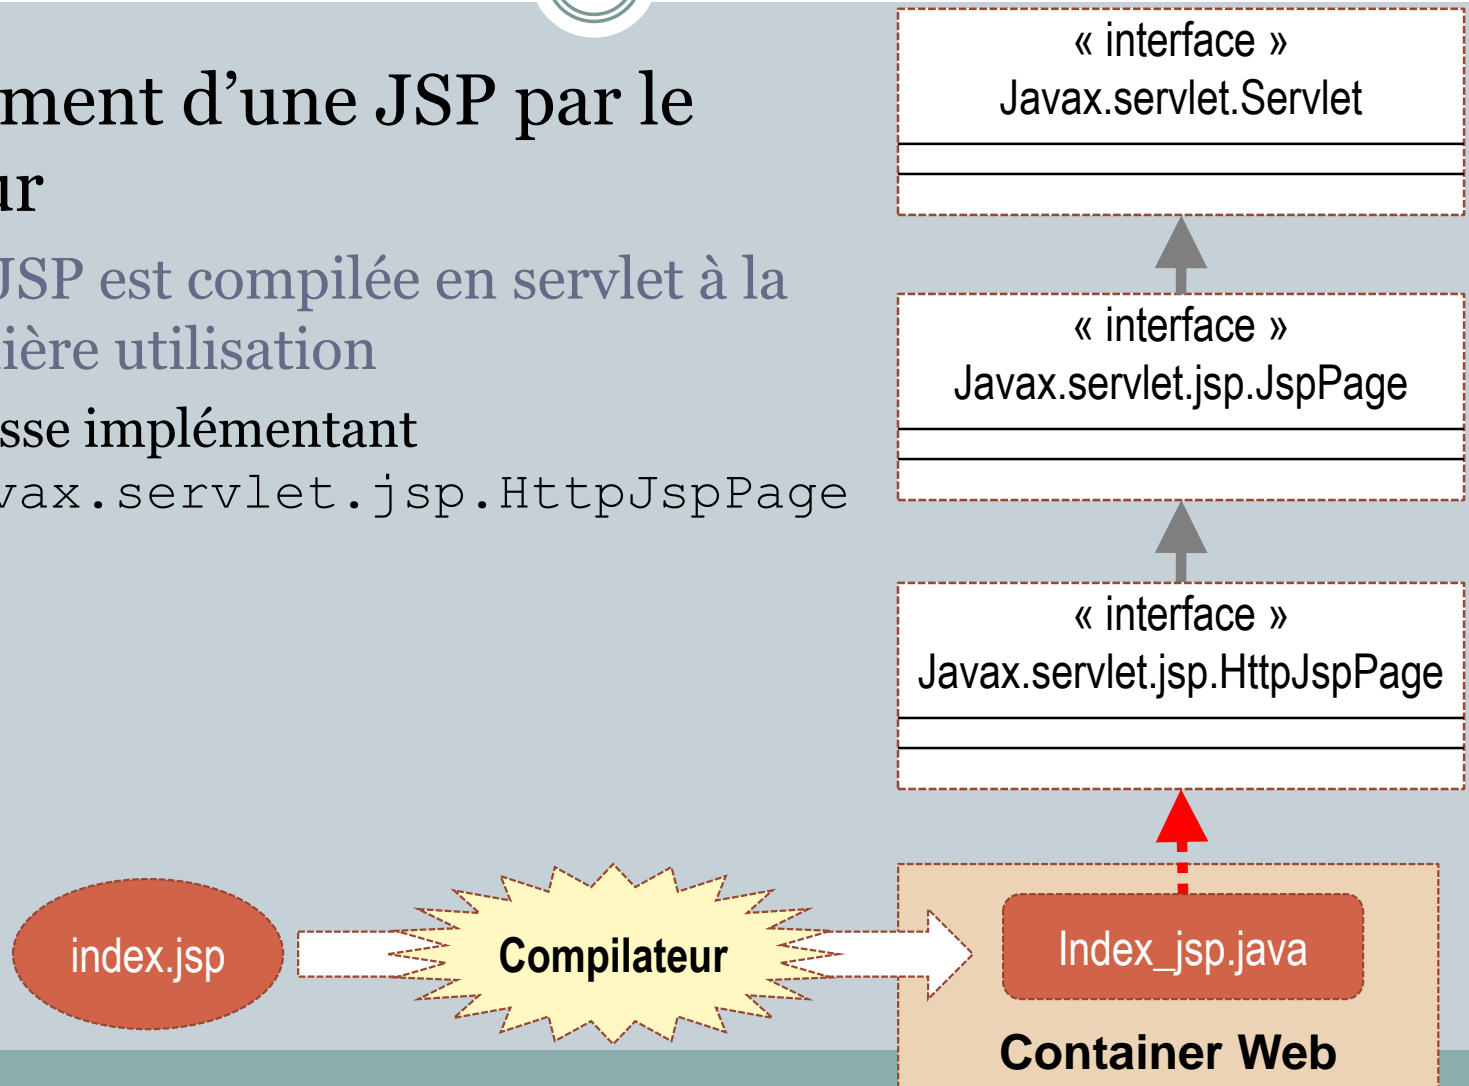 ment d’une JSP par le
ur
JSP est compilée en servlet à la
ière utilisation
sse implémentant
vax.servlet.jsp.HttpJspPage
« interface »
Javax.servlet.Servlet
« interface »
Javax.servlet.jsp.JspPage
« interface »
Javax.servlet.jsp.HttpJspPage
index.jsp
Compilateur
Index_jsp.java
Container Web